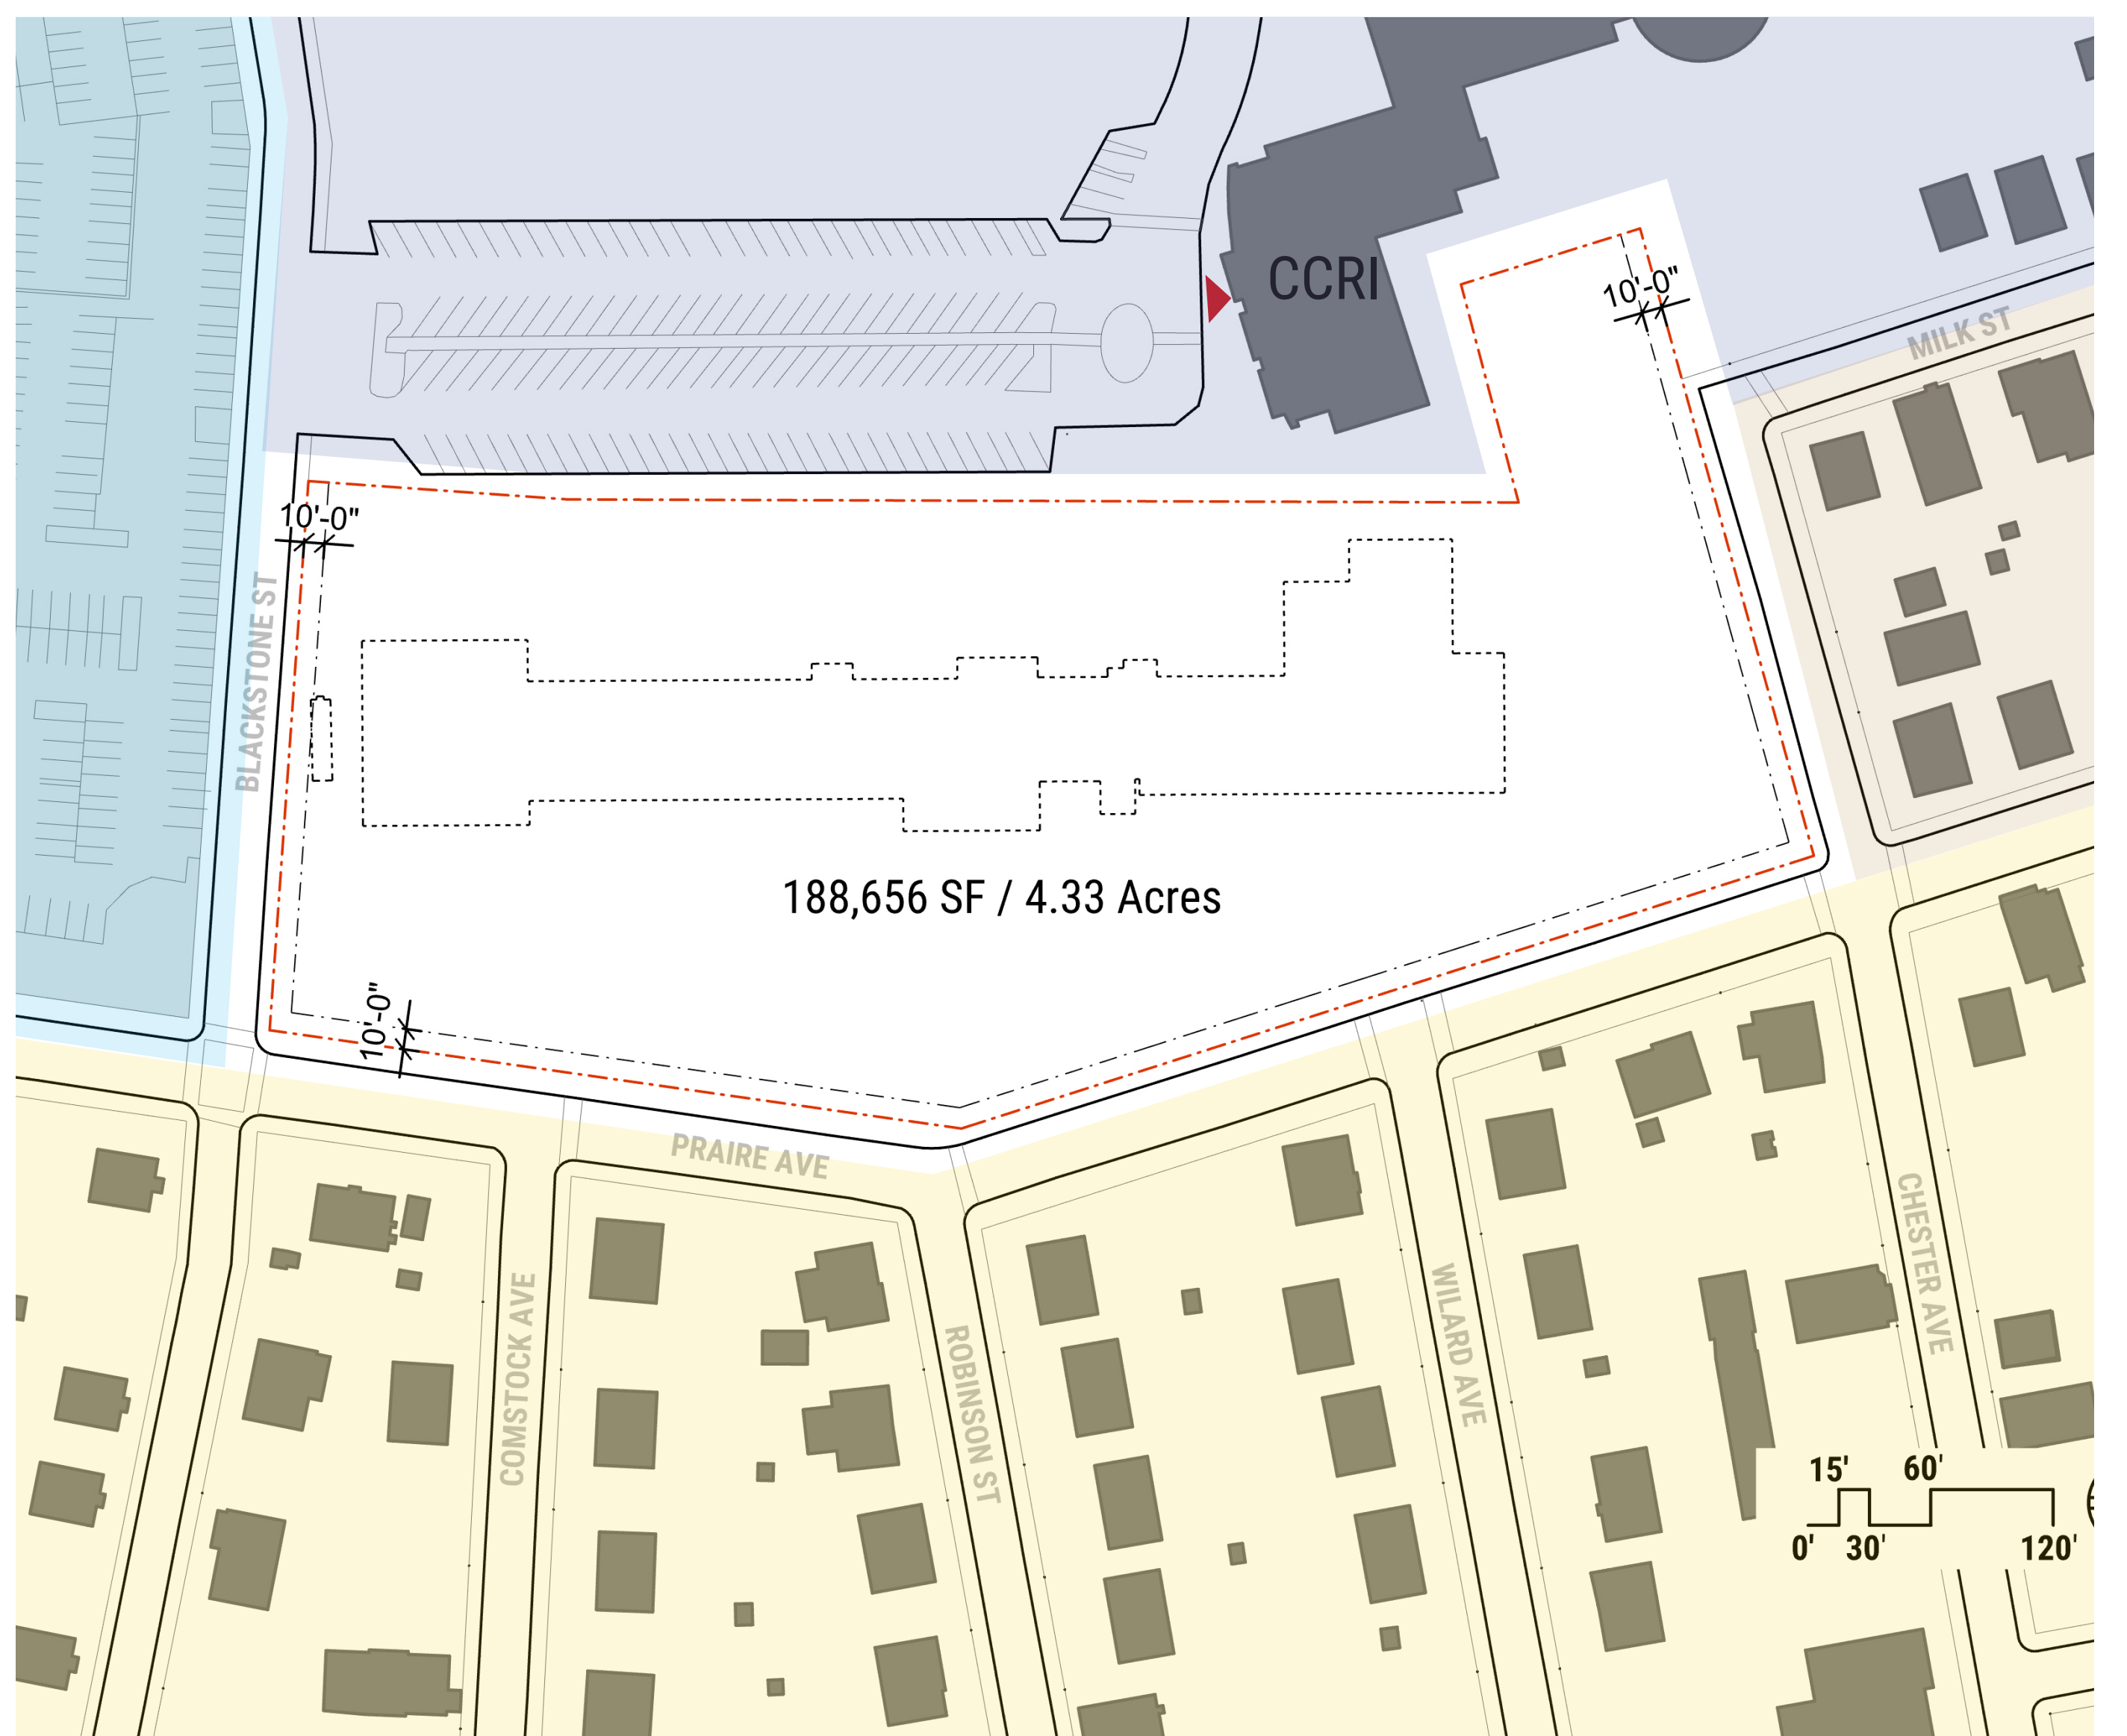 CCRI
10'-0"
MILK ST
10'-0"
BLACKSTONE ST
188,656 SF / 4.33 Acres
10'-0"
PRAIRE AVE
COMSTOCK AVE
ROBINSON ST
WILARD AVE
CHESTER AVE
15' 60'
0' 30' 120'